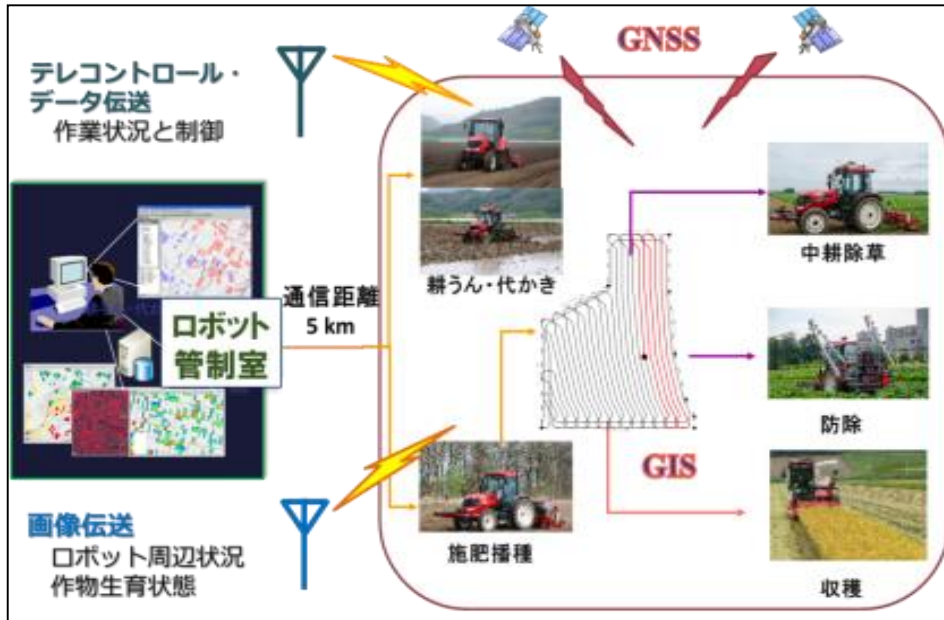 GNSS
テレコントロール・
データ伝送
作業状況と制御
通信距離
5 km
ロボット
管制室
耕うん・代かき
中耕除草
防除
GIS
画像伝送
ロボット周辺状況
作物生育状態
施肥播種
収穫